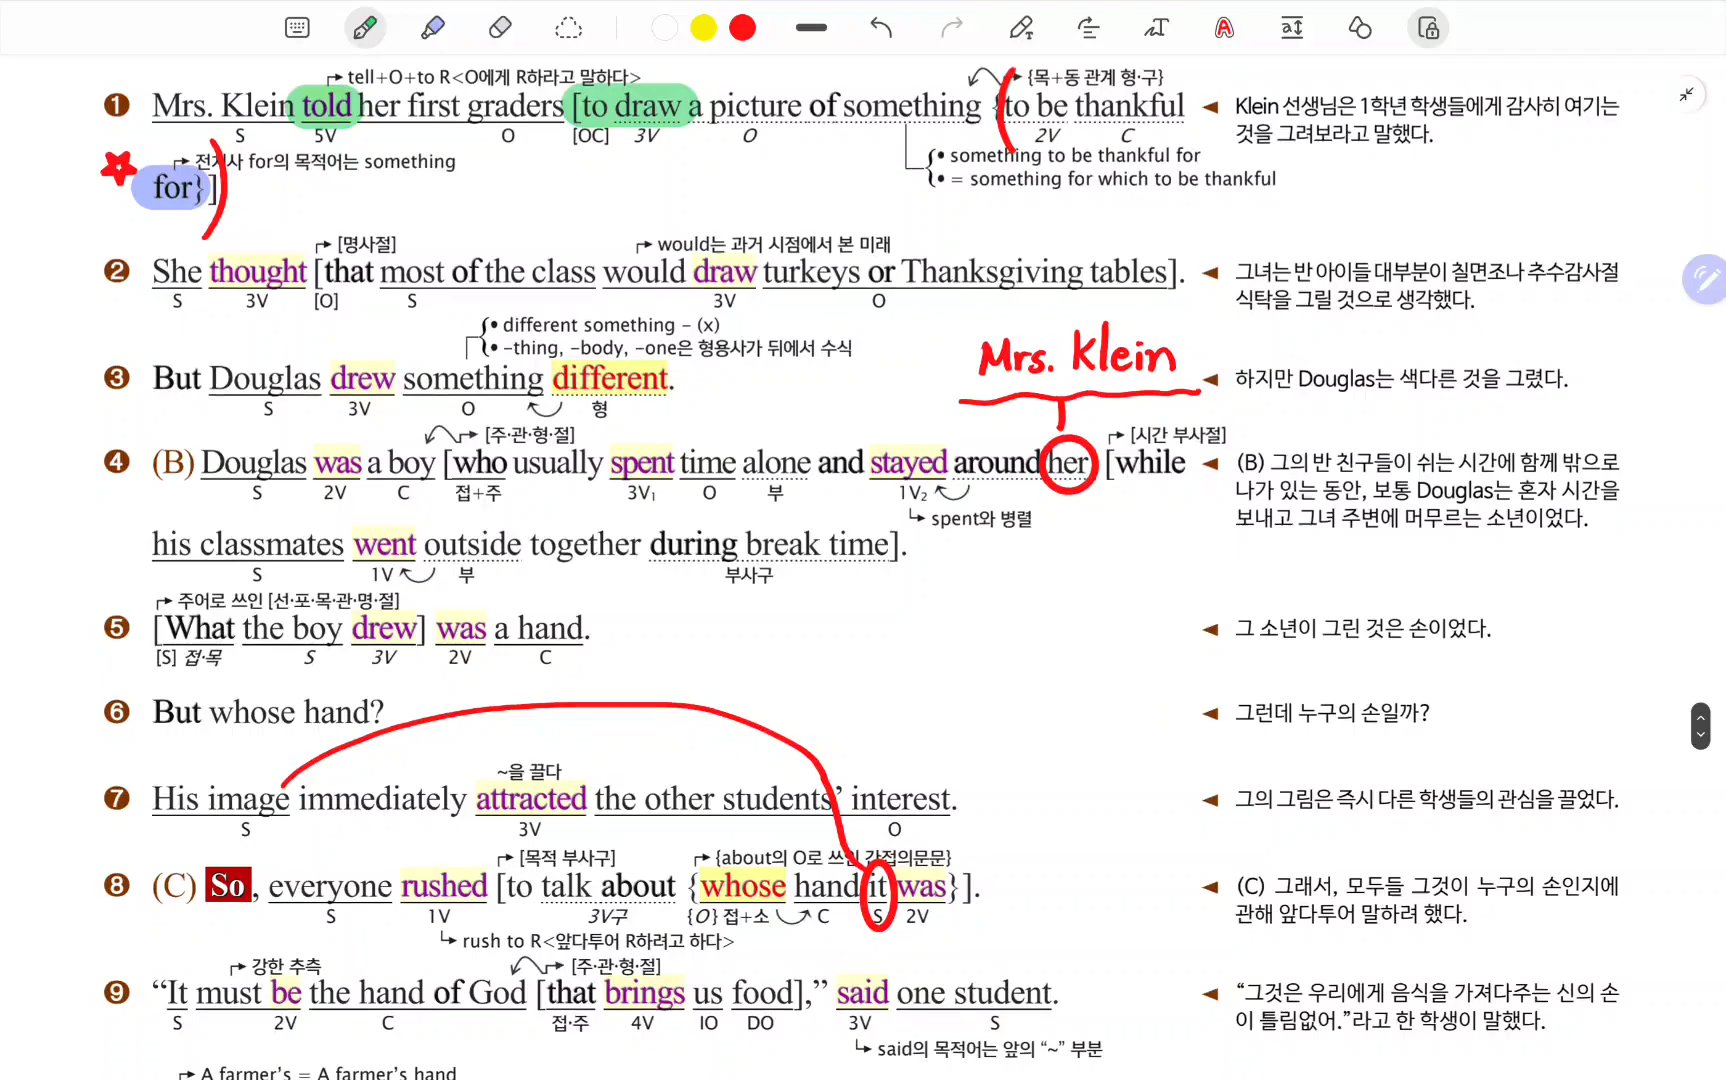 tell+O+to R<O에게 R하라고 말하다> {목+동 관계 형·구}
❶ Mrs. Klein told her first graders [to draw a picture of something {to be thankful ◄ Klein 선생님은 1학년 학생들에게 감사히 여기는
S 5V O [OC] 3V O 2V C 것을 그려보라고 말했다.
전치사 for의 목적어는 something • something to be thankful for
for}] • = something for which to be thankful
[명사절] would는 과거 시점에서 본 미래
❷ She thought [that most of the class would draw turkeys or Thanksgiving tables]. ◄ 그녀는 반 아이들 대부분이 칠면조나 추수감사절
S 3V [O] S 3V O 식탁을 그릴 것으로 생각했다.
• different something – (x)
• -thing, -body, -one은 형용사가 뒤에서 수식
Mrs. Klein
❸ But Douglas drew something different. ◄ 하지만 Douglas는 색다른 것을 그렸다.
S 3V O 형
[주·관·형·절] [시간 부사절]
❹ (B) Douglas was a boy [who usually spent time alone and stayed around her [while ◄ (B) 그의 반 친구들이 쉬는 시간에 함께 밖으로
S 2V C 접+주 3V₁ O 부 1V₂ 나가 있는 동안, 보통 Douglas는 혼자 시간을
spent와 병렬 보내고 그녀 주변에 머무르는 소년이었다.
his classmates went outside together during break time].
S 1V 부 부사구
주어로 쓰인 [선·포·목·관·명·절]
❺ [What the boy drew] was a hand. ◄ 그 소년이 그린 것은 손이었다.
[S] 접·목 S 3V 2V C
❻ But whose hand? ◄ 그런데 누구의 손일까?
~을 끌다
❼ His image immediately attracted the other students’ interest. ◄ 그의 그림은 즉시 다른 학생들의 관심을 끌었다.
S 3V O
[목적 부사구] {about의 O로 쓰인 간접의문문}
❽ (C) So, everyone rushed [to talk about {whose hand it was}]. ◄ (C) 그래서, 모두들 그것이 누구의 손인지에
S 1V 3V구 {O} 접+소 C S 2V 관해 앞다투어 말하려 했다.
rush to R<앞다투어 R하려고 하다>
강한 추측 [주·관·형·절]
❾ “It must be the hand of God [that brings us food],” said one student. ◄ “그것은 우리에게 음식을 가져다주는 신의 손
S 2V C 접·주 4V IO DO 3V S 이 틀림없어.”라고 한 학생이 말했다.
said의 목적어는 앞의 “~” 부분
A farmer’s = A farmer’s hand